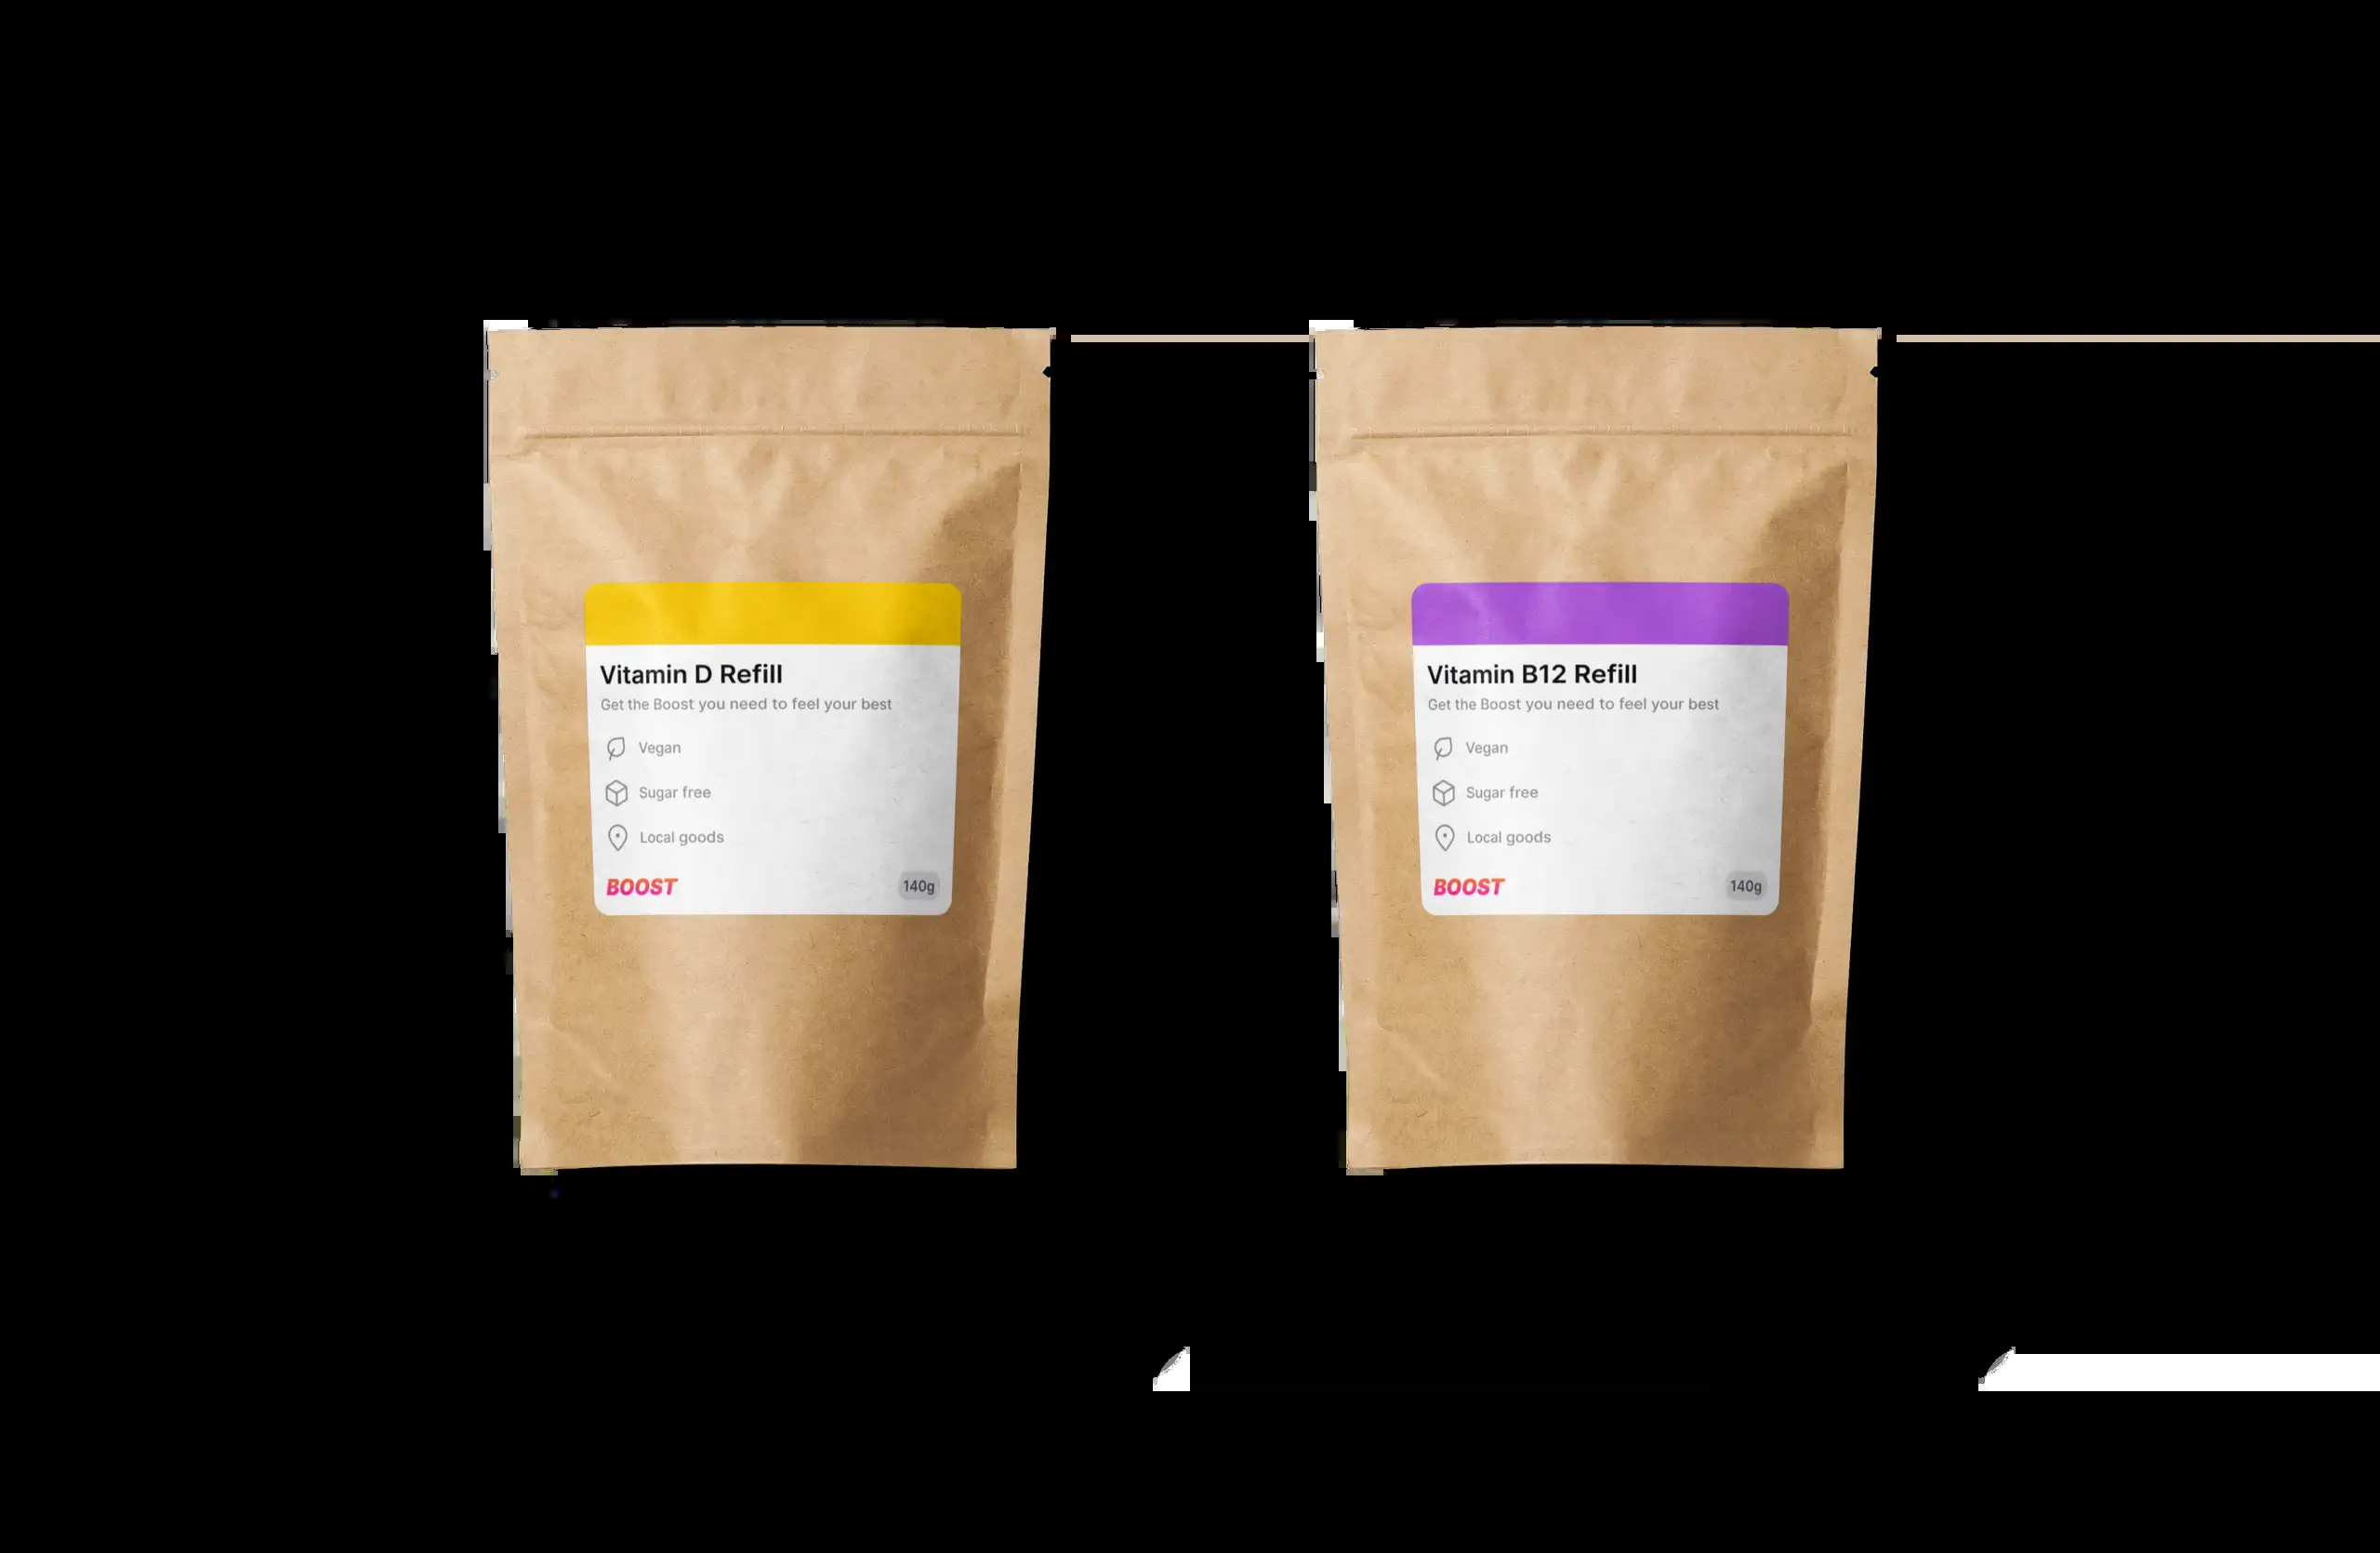 Vitamin D Refill
Get the Boost you need to feel your best
Vegan
Sugar free
Local goods
BOOST
140g
Vitamin B12 Refill
Get the Boost you need to feel your best
Vegan
Sugar free
Local goods
BOOST
140g